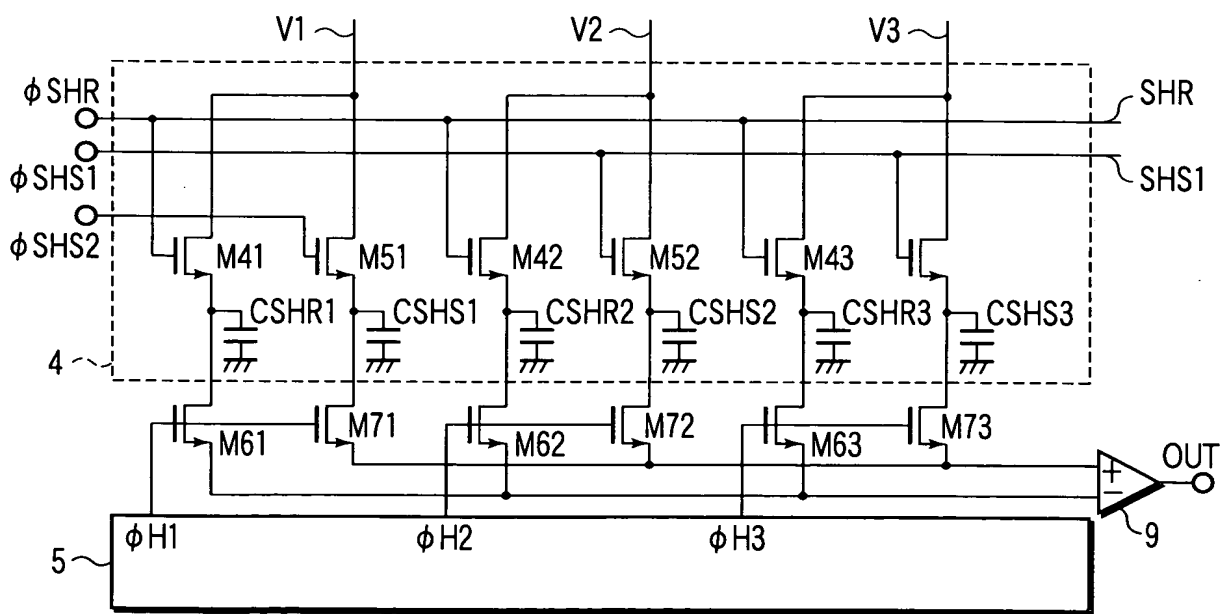 V1 V2 V3
φSHR SHR
φSHS1 SHS1
φSHS2
M41 M51 M42 M52 M43
CSHR1 CSHS1 CSHR2 CSHS2 CSHR3 CSHS3
4
M61 M71 M62 M72 M63 M73
OUT
+
−
9
φH1 φH2 φH3
5